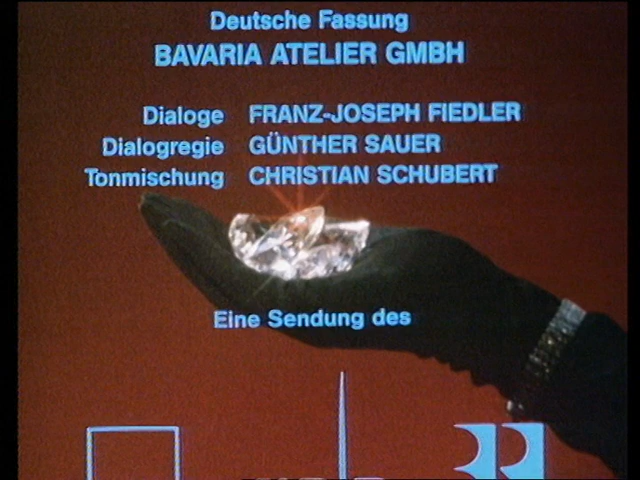 Deutsche Fassung
BAVARIA ATELIER GMBH
Dialoge FRANZ-JOSEPH FIEDLER
Dialogregie GÜNTHER SAUER
Tonmischung CHRISTIAN SCHUBERT
Eine Sendung des